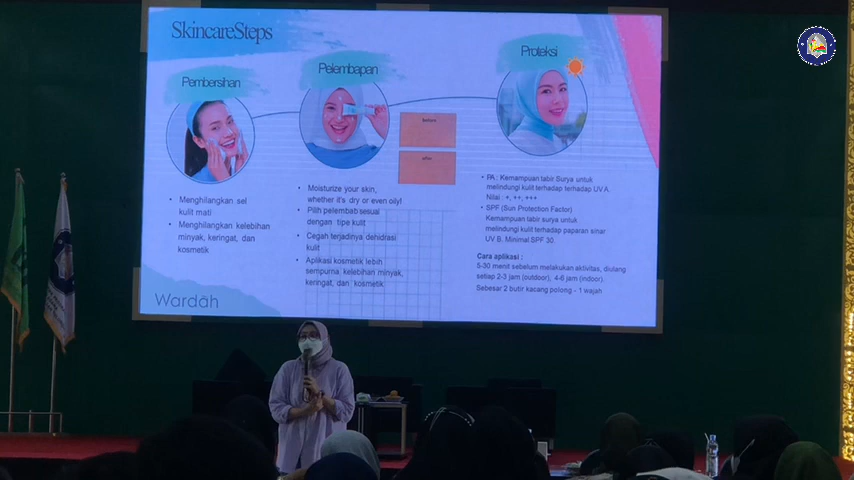 SkincareSteps
Pembersihan
Pelembapan
Proteksi
before
after
• Menghilangkan sel
kulit mati
• Menghilangkan kelebihan
minyak, keringat, dan
kosmetik
• Moisturize your skin,
whether it's dry or even oily!
• Pilih pelembab sesuai
dengan tipe kulit
• Cegah terjadinya dehidrasi
kulit
• Aplikasi kosmetik lebih
sempurna, kelebihan minyak,
keringat, dan kosmetik
• PA : Kemampuan tabir Surya untuk
melindungi kulit terhadap terhadap UV A.
Nilai : +, ++, +++
• SPF (Sun Protection Factor)
Kemampuan tabir surya untuk
melindungi kulit terhadap paparan sinar
UV B. Minimal SPF 30.
Cara aplikasi :
5-30 menit sebelum melakukan aktivitas, diulang
setiap 2-3 jam (outdoor), 4-6 jam (indoor).
Sebesar 2 butir kacang polong - 1 wajah
Wardah